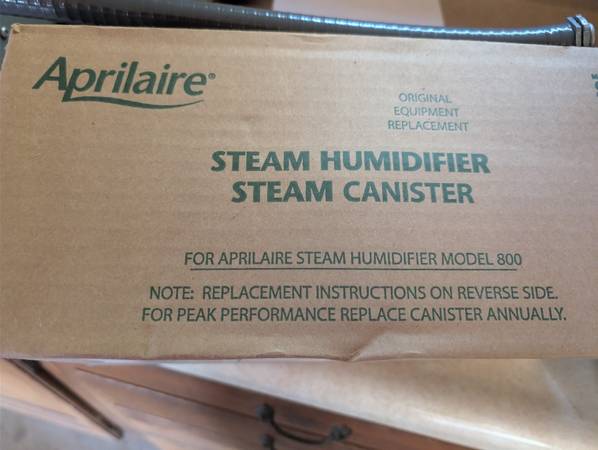 Aprilaire®
ORIGINAL
EQUIPMENT
REPLACEMENT
STEAM HUMIDIFIER
STEAM CANISTER
FOR APRILAIRE STEAM HUMIDIFIER MODEL 800
NOTE: REPLACEMENT INSTRUCTIONS ON REVERSE SIDE.
FOR PEAK PERFORMANCE REPLACE CANISTER ANNUALLY.